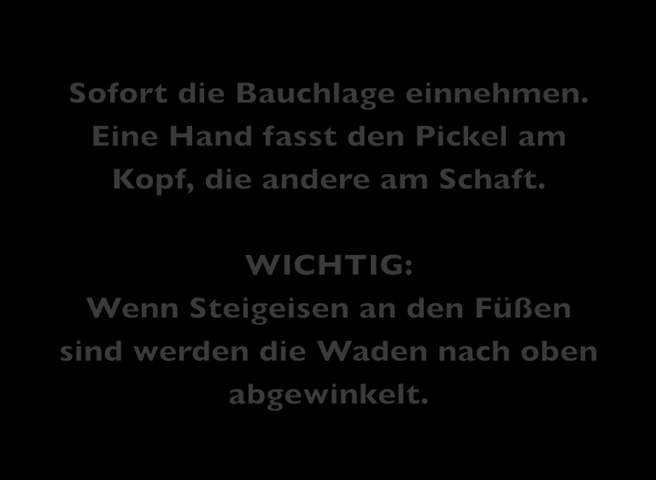 Sofort die Bauchlage einnehmen.
Eine Hand fasst den Pickel am
Kopf, die andere am Schaft.
WICHTIG:
Wenn Steigeisen an den Füßen
sind werden die Waden nach oben
abgewinkelt.